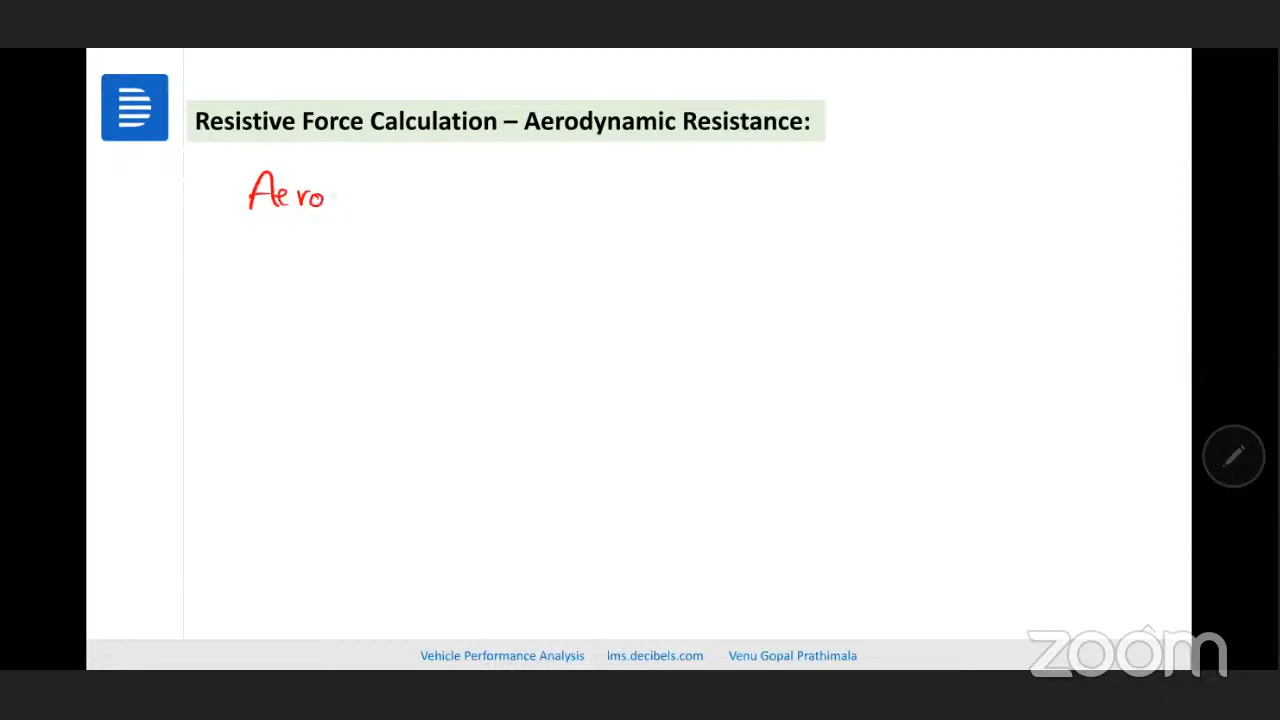 Resistive Force Calculation – Aerodynamic Resistance:
Aero
Vehicle Performance Analysis lms.decibels.com Venu Gopal Prathimala
zoom